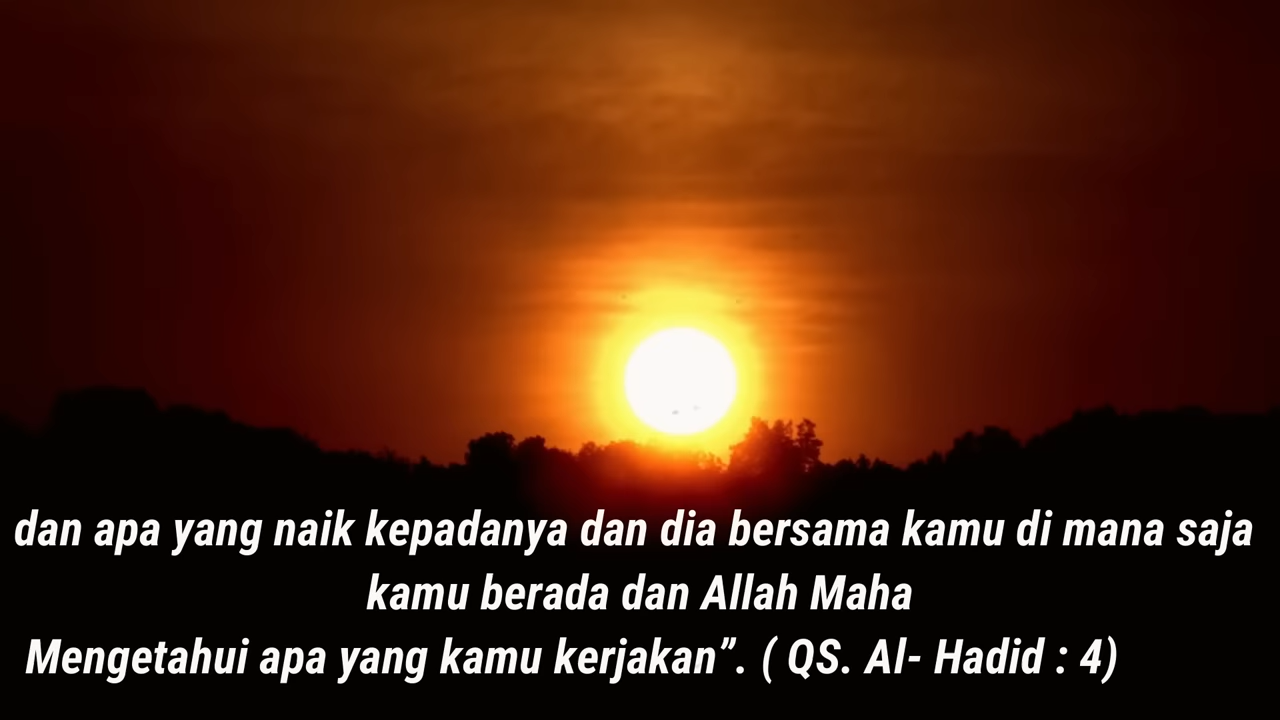 dan apa yang naik kepadanya dan dia bersama kamu di mana saja
kamu berada dan Allah Maha
Mengetahui apa yang kamu kerjakan”. ( QS. Al- Hadid : 4)